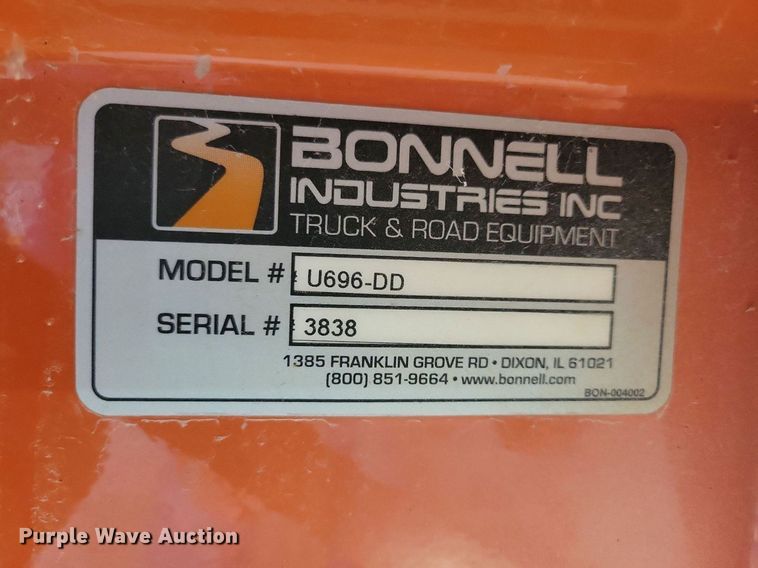 BONNELL
INDUSTRIES INC
TRUCK & ROAD EQUIPMENT
MODEL # U696-DD
SERIAL # 3838
1385 FRANKLIN GROVE RD • DIXON, IL 61021
(800) 851-9664 • www.bonnell.com
BON-004002
Purple Wave Auction